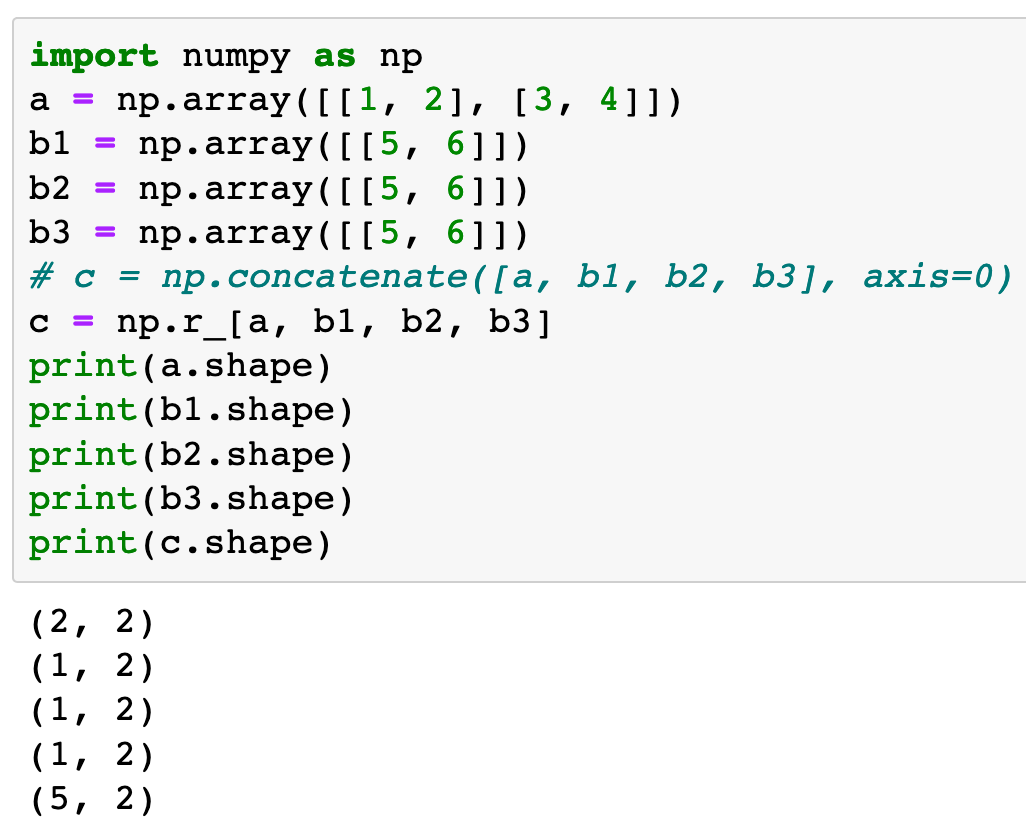 import numpy as np
a = np.array([[1, 2], [3, 4]])
b1 = np.array([[5, 6]])
b2 = np.array([[5, 6]])
b3 = np.array([[5, 6]])
# c = np.concatenate([a, b1, b2, b3], axis=0)
c = np.r_[a, b1, b2, b3]
print(a.shape)
print(b1.shape)
print(b2.shape)
print(b3.shape)
print(c.shape)
(2, 2)
(1, 2)
(1, 2)
(1, 2)
(5, 2)